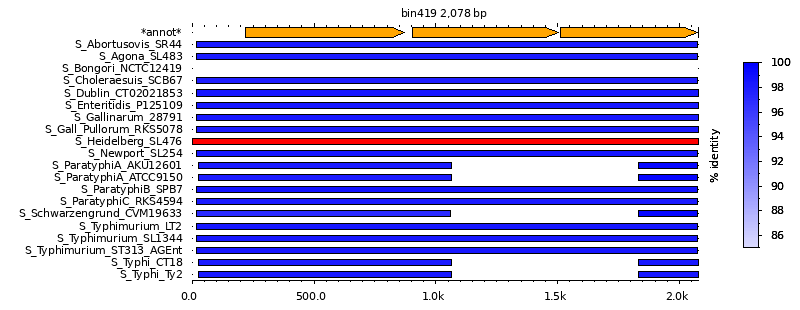 bin419 2,078 bp
*annot*
S_Abortusovis_SR44
S_Agona_SL483
S_Bongori_NCTC12419
S_Choleraesuis_SCB67
S_Dublin_CT02021853
S_Enteritidis_P125109
S_Gallinarum_28791
S_Gall_Pullorum_RKS5078
S_Heidelberg_SL476
S_Newport_SL254
S_ParatyphiA_AKU12601
S_ParatyphiA_ATCC9150
S_ParatyphiB_SPB7
S_ParatyphiC_RKS4594
S_Schwarzengrund_CVM19633
S_Typhimurium_LT2
S_Typhimurium_SL1344
S_Typhimurium_ST313_AGEnt
S_Typhi_CT18
S_Typhi_Ty2
0.0 500.0 1.0k 1.5k 2.0k
% identity
100
98
96
94
92
90
88
86